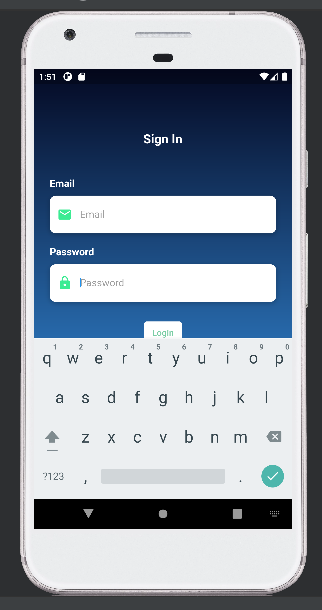 1:51
Sign In
Email
Email
Password
Password
Login
1 2 3 4 5 6 7 8 9 0
q w e r t y u i o p
a s d f g h j k l
z x c v b n m
?123 , .